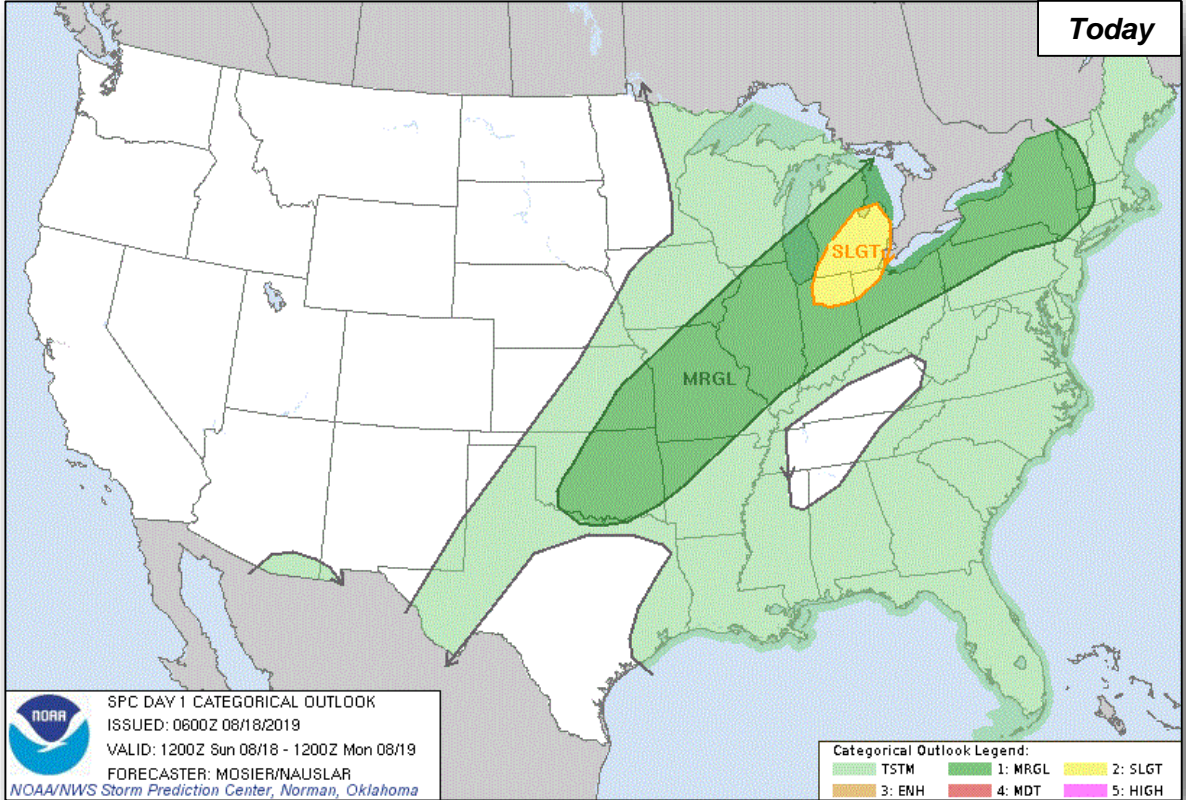 Today
SLGT
MRGL
NOAA
SPC DAY 1 CATEGORICAL OUTLOOK
ISSUED: 0600Z 08/18/2019
VALID: 1200Z Sun 08/18 - 1200Z Mon 08/19
FORECASTER: MOSIER/NAUSLAR
NOAA/NWS Storm Prediction Center, Norman, Oklahoma
Categorical Outlook Legend:
TSTM 1: MRGL 2: SLGT
3: ENH 4: MDT 5: HIGH